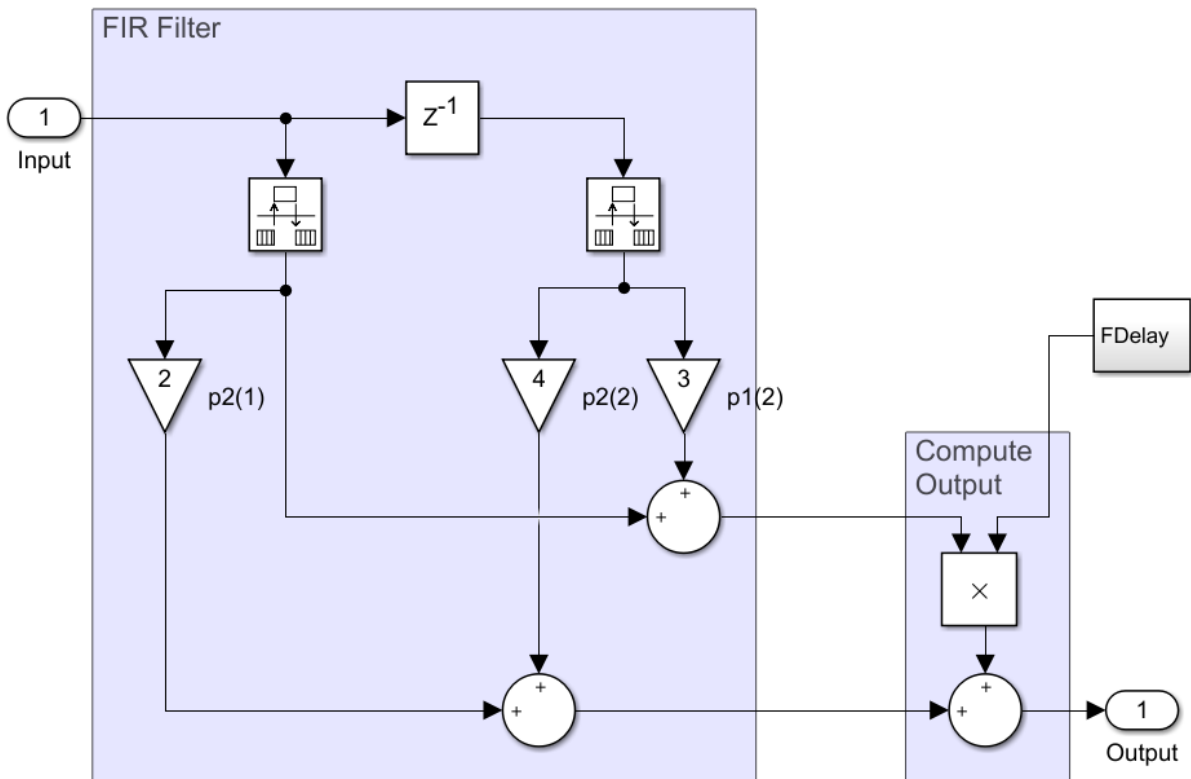 FIR Filter
1
Input
Z-1
2
p2(1)
4
p2(2)
3
p1(2)
FDelay
+
+
Compute
Output
×
+
+
+
+
1
Output